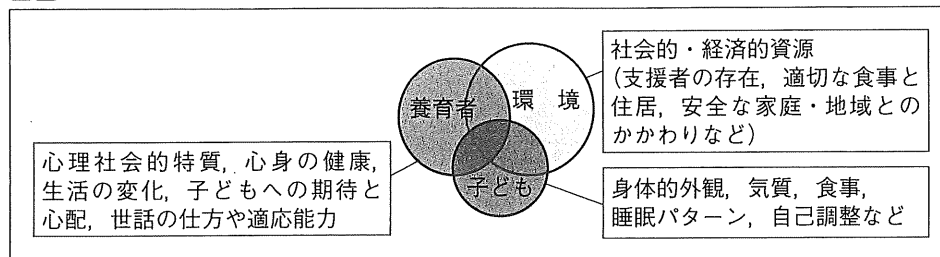 社会的・経済的資源
(支援者の存在, 適切な食事と
住居, 安全な家庭・地域との
かかわりなど)
養育者
環境
子ども
心理社会的特質, 心身の健康,
生活の変化, 子どもへの期待と
心配, 世話の仕方や適応能力
身体的外観, 気質, 食事,
睡眠パターン, 自己調整など